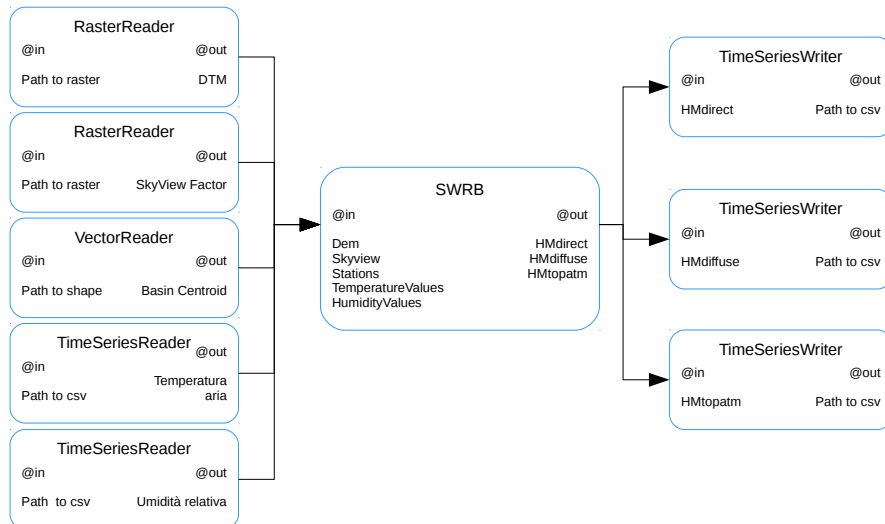 RasterReader
@in @out
Path to raster DTM
RasterReader
@in @out
Path to raster SkyView Factor
VectorReader
@in @out
Path to shape Basin Centroid
TimeSeriesReader
@out
@in
Temperatura
Path to csv aria
TimeSeriesReader
@in @out
Path to csv Umidità relativa
SWRB
@in @out
Dem HMdirect
Skyview HMdiffuse
Stations HMtopatm
TemperatureValues
HumidityValues
TimeSeriesWriter
@in @out
HMdirect Path to csv
TimeSeriesWriter
@in @out
HMdiffuse Path to csv
TimeSeriesWriter
@in @out
HMtopatm Path to csv